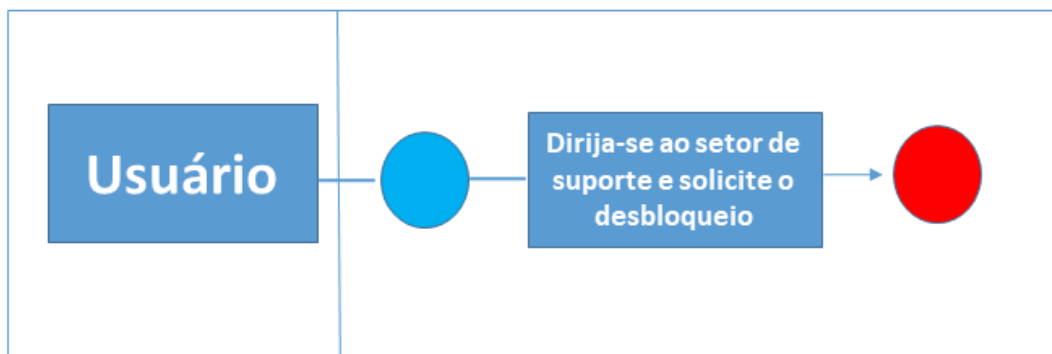 Usuário
Dirija-se ao setor de
suporte e solicite o
desbloqueio